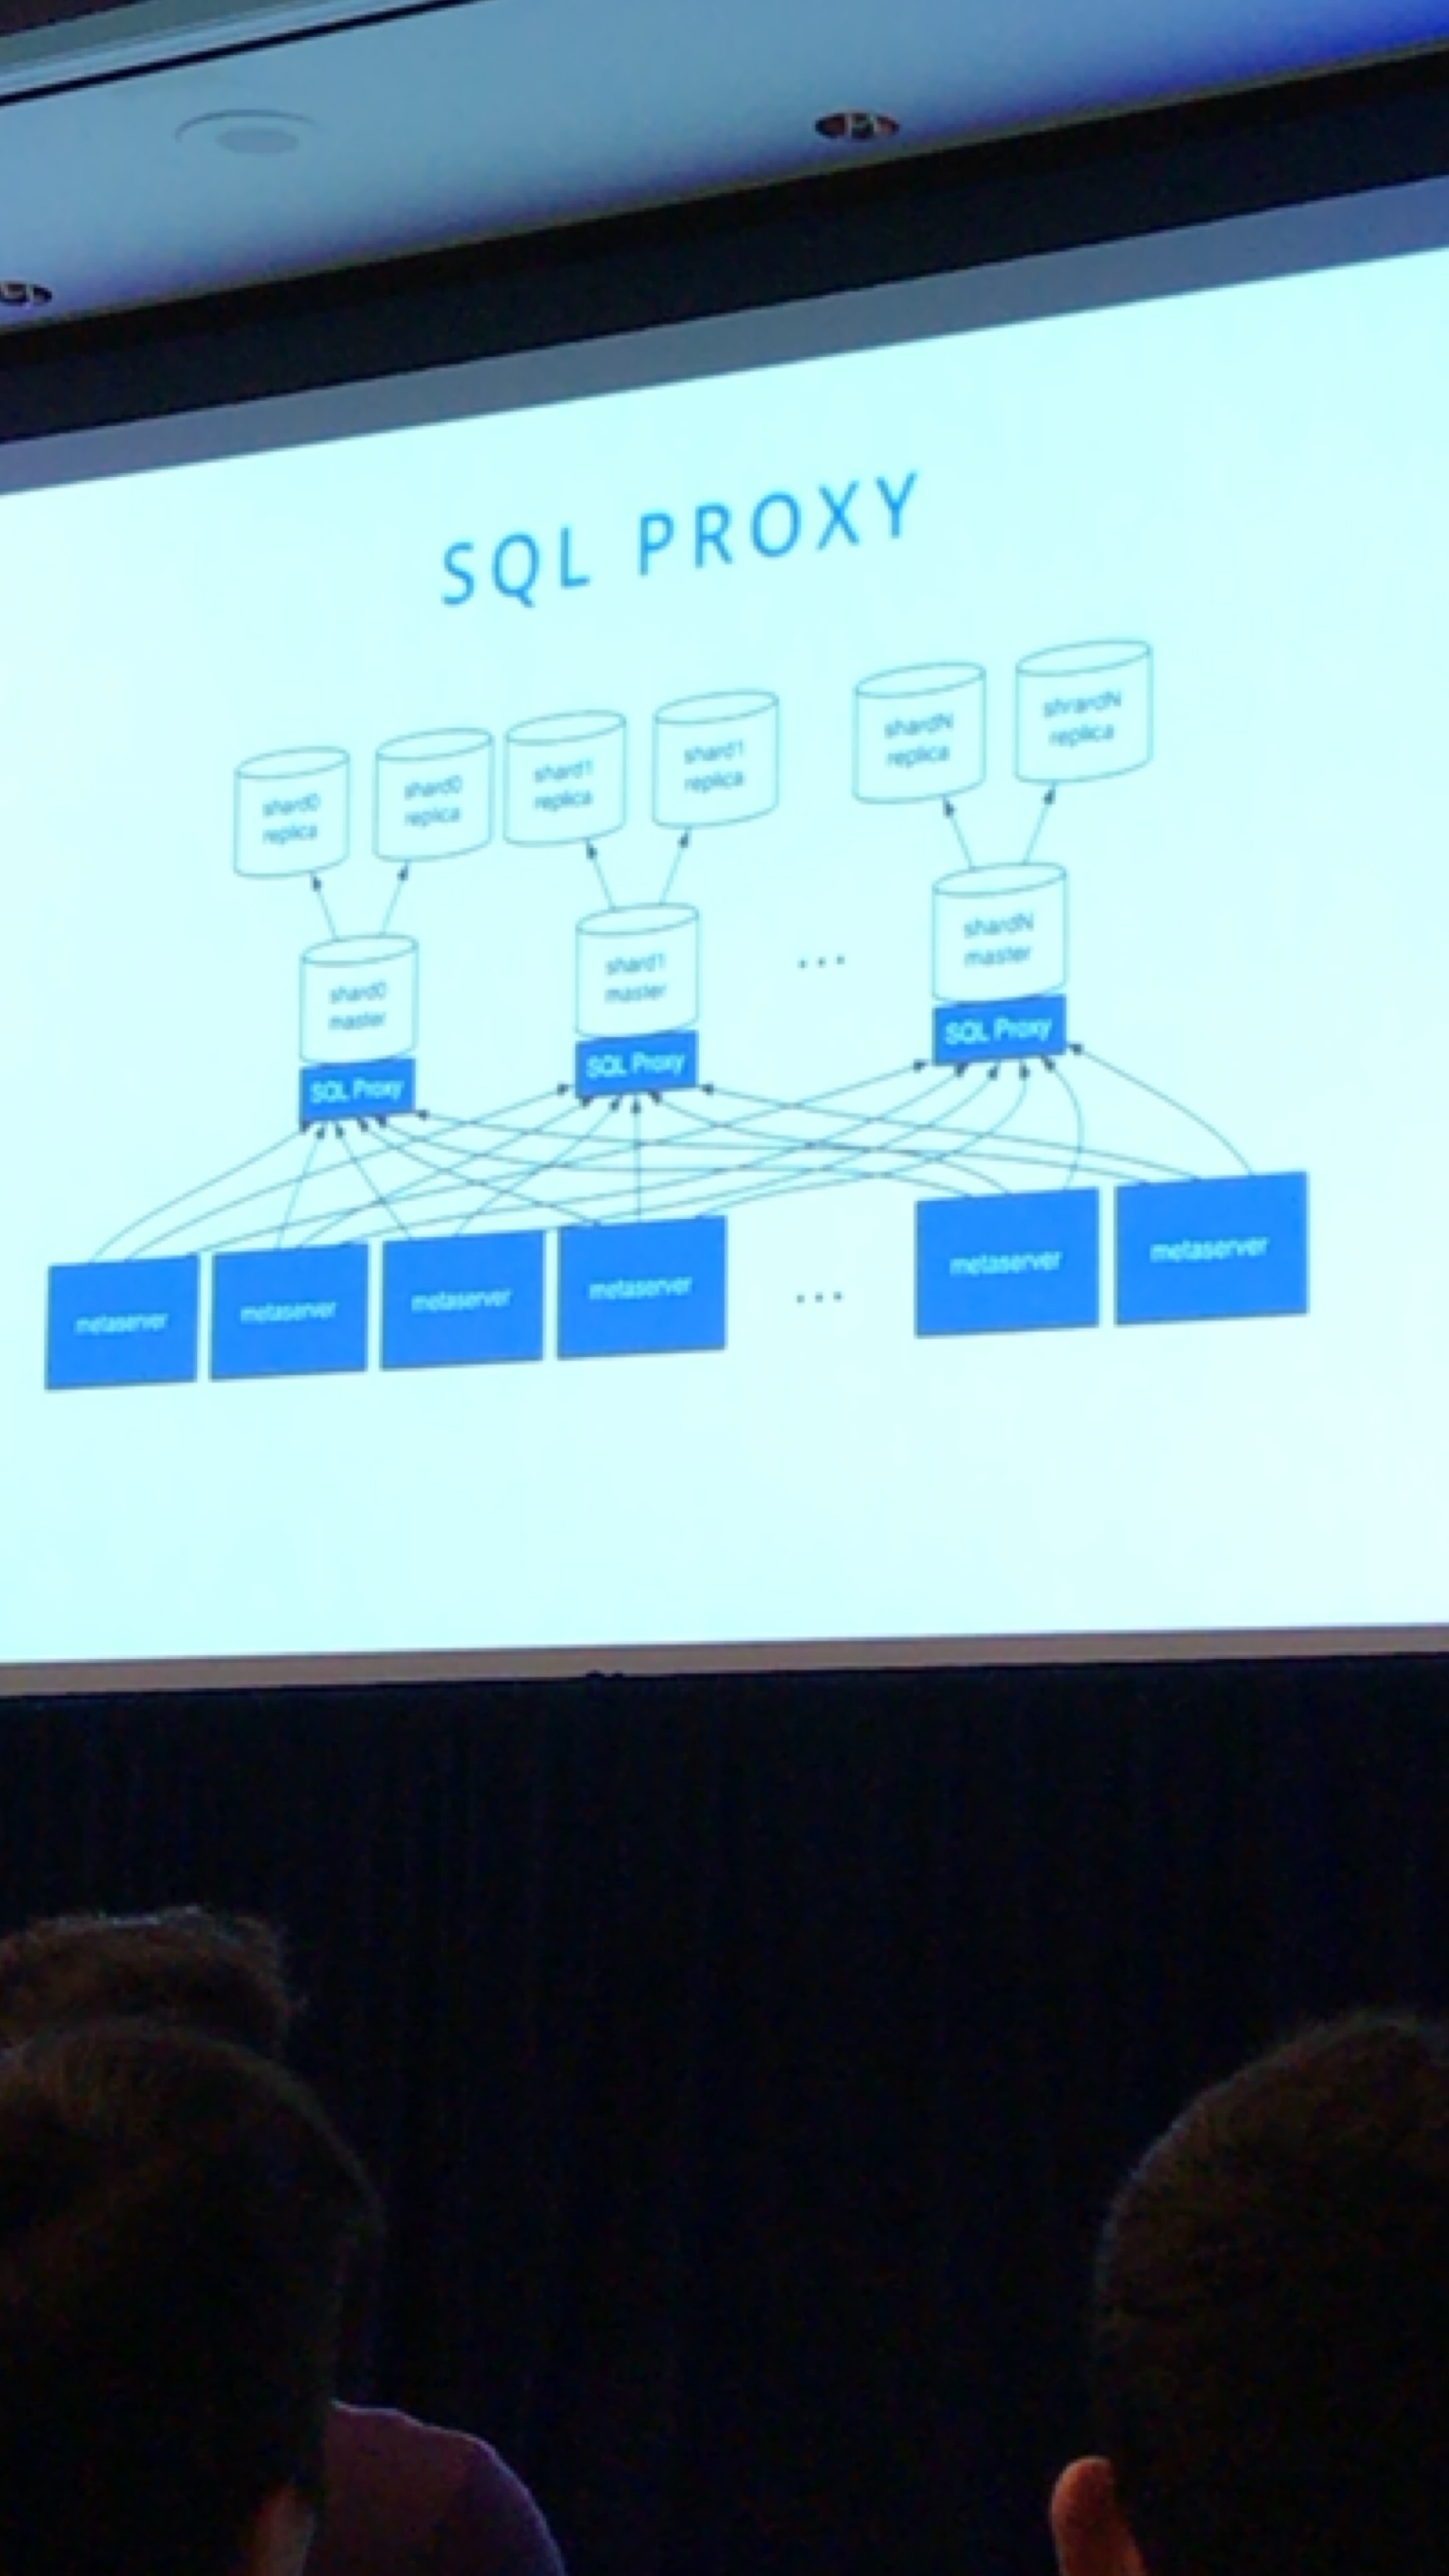 SQL PROXY
shard0
replica
shard0
replica
shard1
replica
shard1
replica
shardN
replica
shrardN
replica
shard0
master
shard1
master
...
shardN
master
SQL Proxy
SQL Proxy
SQL Proxy
metaserver
metaserver
metaserver
metaserver
...
metaserver
metaserver